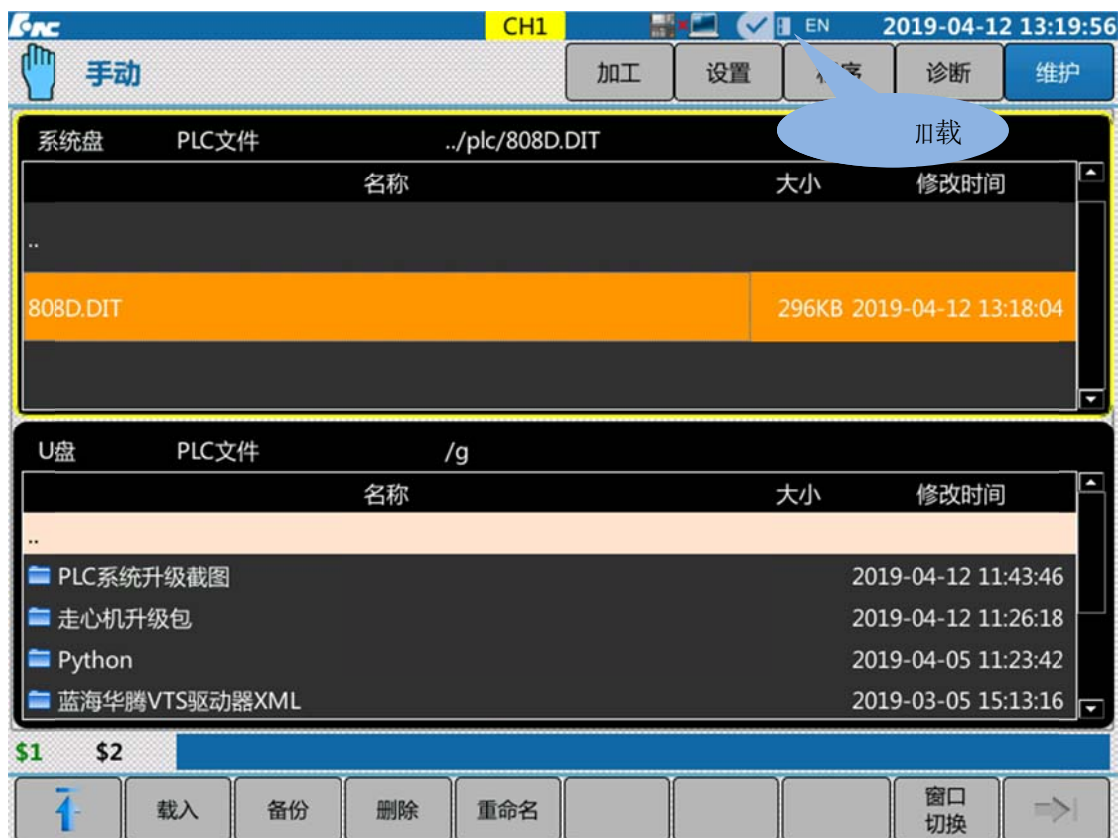 CH1 EN 2019-04-12 13:19:56
手动 加工 设置 诊断 维护
加载
系统盘 PLC文件 ../plc/808D.DIT
名称 大小 修改时间
..
808D.DIT 296KB 2019-04-12 13:18:04
U盘 PLC文件 /g
名称 大小 修改时间
..
PLC系统升级截图 2019-04-12 11:43:46
走心机升级包 2019-04-12 11:26:18
Python 2019-04-05 11:23:42
蓝海华腾VTS驱动器XML 2019-03-05 15:13:16
$1 $2
载入 备份 删除 重命名 窗口
切换